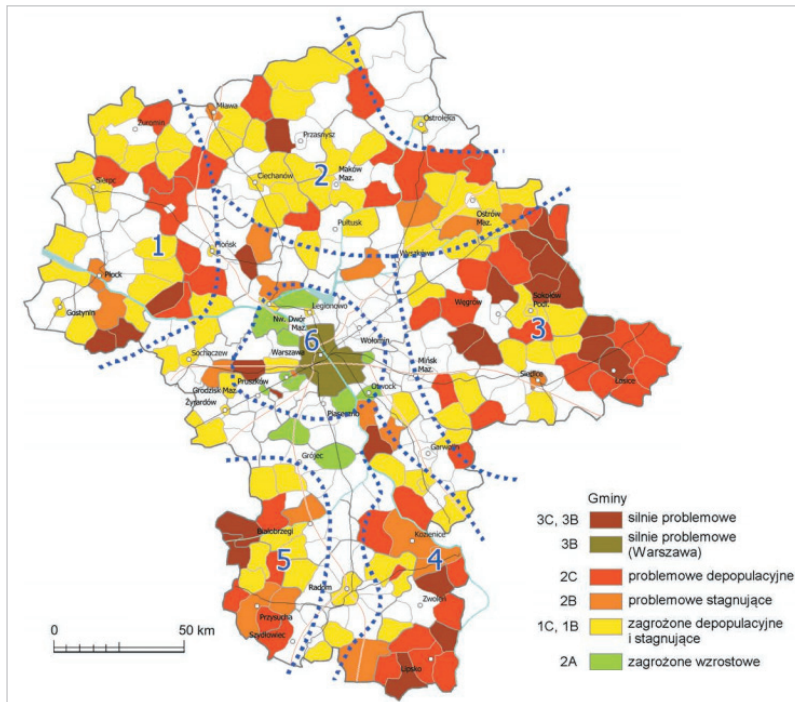 Mława
Żuromin
Ostrołęka
Przasnysz
Sierpc
Ciechanów
2
Maków
Maz.
Ostrów
Maz.
Pułtusk
1
Płońsk
Wyszków
Płock
Węgrów
Sokołów
Podl.
Gostynin
Legionowo
Nw. Dwór
Maz.
3
6
Wołomin
Sochaczew
Warszawa
Mińsk
Maz.
Siedlce
Łosice
Pruszków
Grodzisk Maz.
Otwock
Żyrardów
Piaseczno
Garwolin
Grójec
Gminy
3C, 3B silnie problemowe
3B silnie problemowe
(Warszawa)
2C problemowe depopulacyjne
2B problemowe stagnujące
1C, 1B zagrożone depopulacyjne
i stagnujące
2A zagrożone wzrostowe
Białobrzegi
Kozienice
5
4
Radom
Zwoleń
Przysucha
Szydłowiec
Lipsko
0 50 km